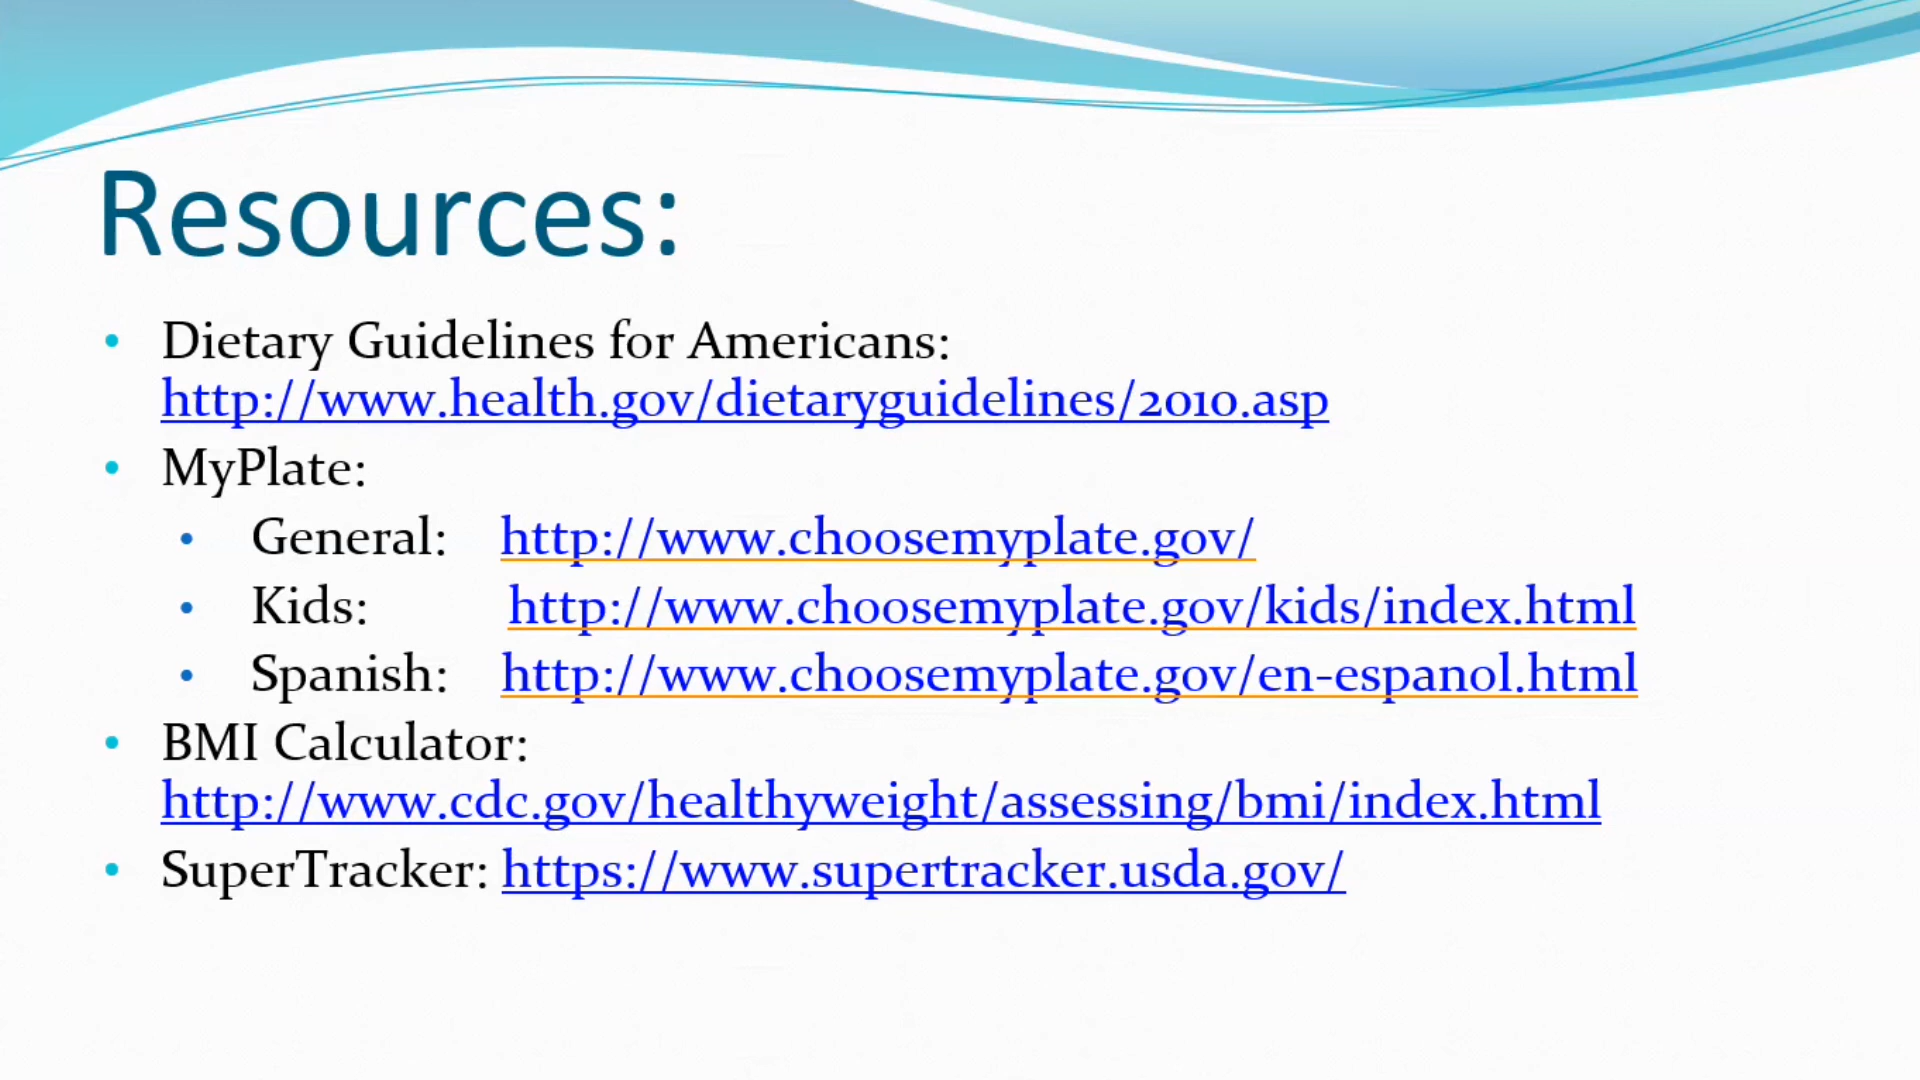 Resources:
• Dietary Guidelines for Americans:
http://www.health.gov/dietaryguidelines/2010.asp
• MyPlate:
• General: http://www.choosemyplate.gov/
• Kids: http://www.choosemyplate.gov/kids/index.html
• Spanish: http://www.choosemyplate.gov/en-espanol.html
• BMI Calculator:
http://www.cdc.gov/healthyweight/assessing/bmi/index.html
• SuperTracker: https://www.supertracker.usda.gov/